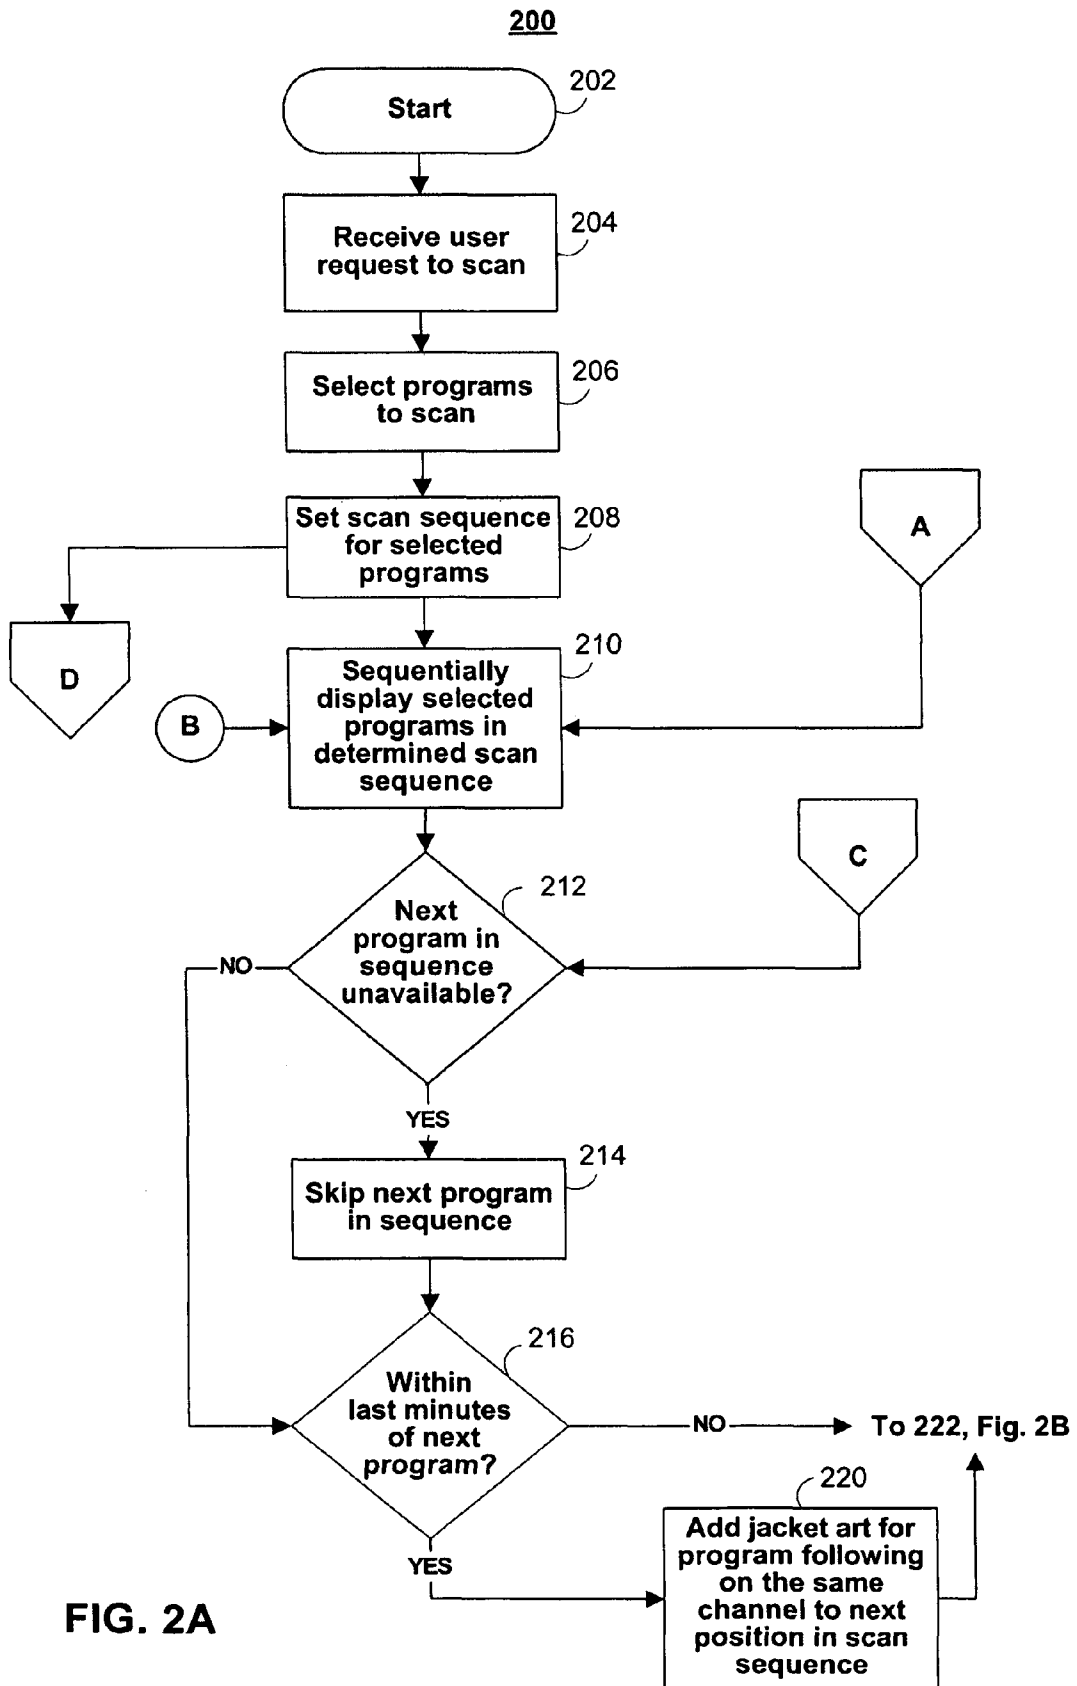 200
Start
202
Receive user
request to scan
204
Select programs
to scan
206
Set scan sequence
for selected
programs
208
A
D
B
Sequentially
display selected
programs in
determined scan
sequence
210
C
Next
program in
sequence
unavailable?
212
NO
YES
Skip next program
in sequence
214
Within
last minutes
of next
program?
216
NO
To 222, Fig. 2B
YES
220
Add jacket art for
program following
on the same
channel to next
position in scan
sequence
FIG. 2A